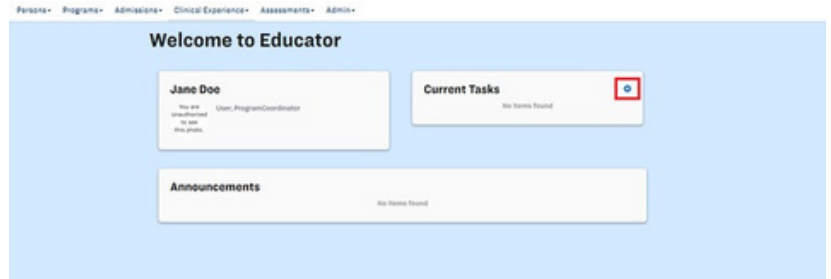 Persons Programs Admissions Clinical Experience Assessments Admin
Welcome to Educator
Jane Doe
You are
unauthorized
to see
this photo.
User, ProgramCoordinator
Current Tasks
No Items found
Announcements
No Items found